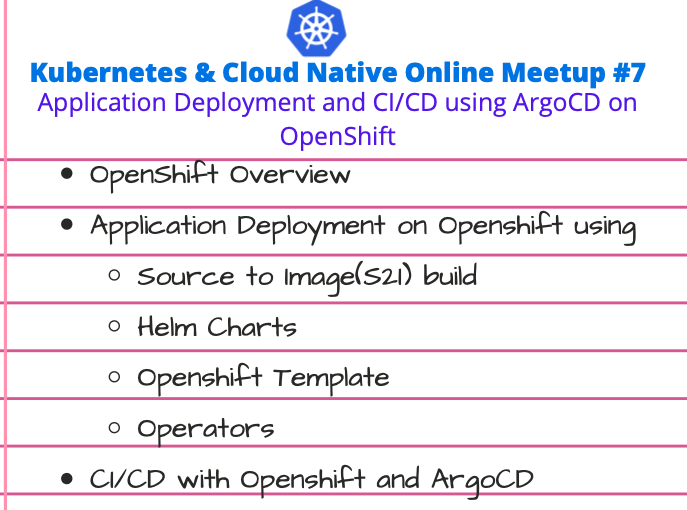 Kubernetes & Cloud Native Online Meetup #7
Application Deployment and CI/CD using ArgoCD on
OpenShift
OpenShift Overview
Application Deployment on Openshift using
Source to Image(S2I) build
Helm Charts
Openshift Template
Operators
CI/CD with Openshift and ArgoCD